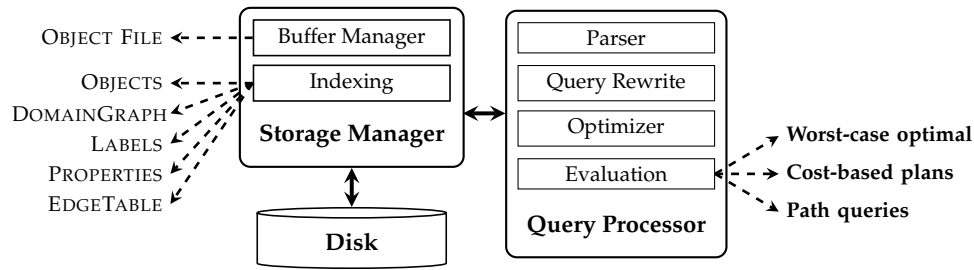 OBJECT FILE
OBJECTS
DOMAINGRAPH
LABELS
PROPERTIES
EDGETABLE
Buffer Manager
Indexing
Storage Manager
Disk
Parser
Query Rewrite
Optimizer
Evaluation
Query Processor
Worst-case optimal
Cost-based plans
Path queries